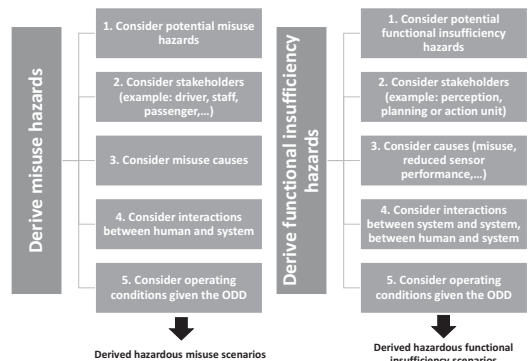 Derive misuse hazards
1. Consider potential misuse
hazards
2. Consider stakeholders
(example: driver, staff,
passenger,…)
3. Consider misuse causes
4. Consider interactions
between human and system
5. Consider operating
conditions given the ODD
Derived hazardous misuse scenarios
Derive functional insufficiency
hazards
1. Consider potential
functional insufficiency
hazards
2. Consider stakeholders
(example: perception,
planning or action unit)
3. Consider causes (misuse,
reduced sensor
performance,…)
4. Consider interactions
between system and system,
between human and system
5. Consider operating
conditions given the ODD
Derived hazardous functional
insufficiency scenarios